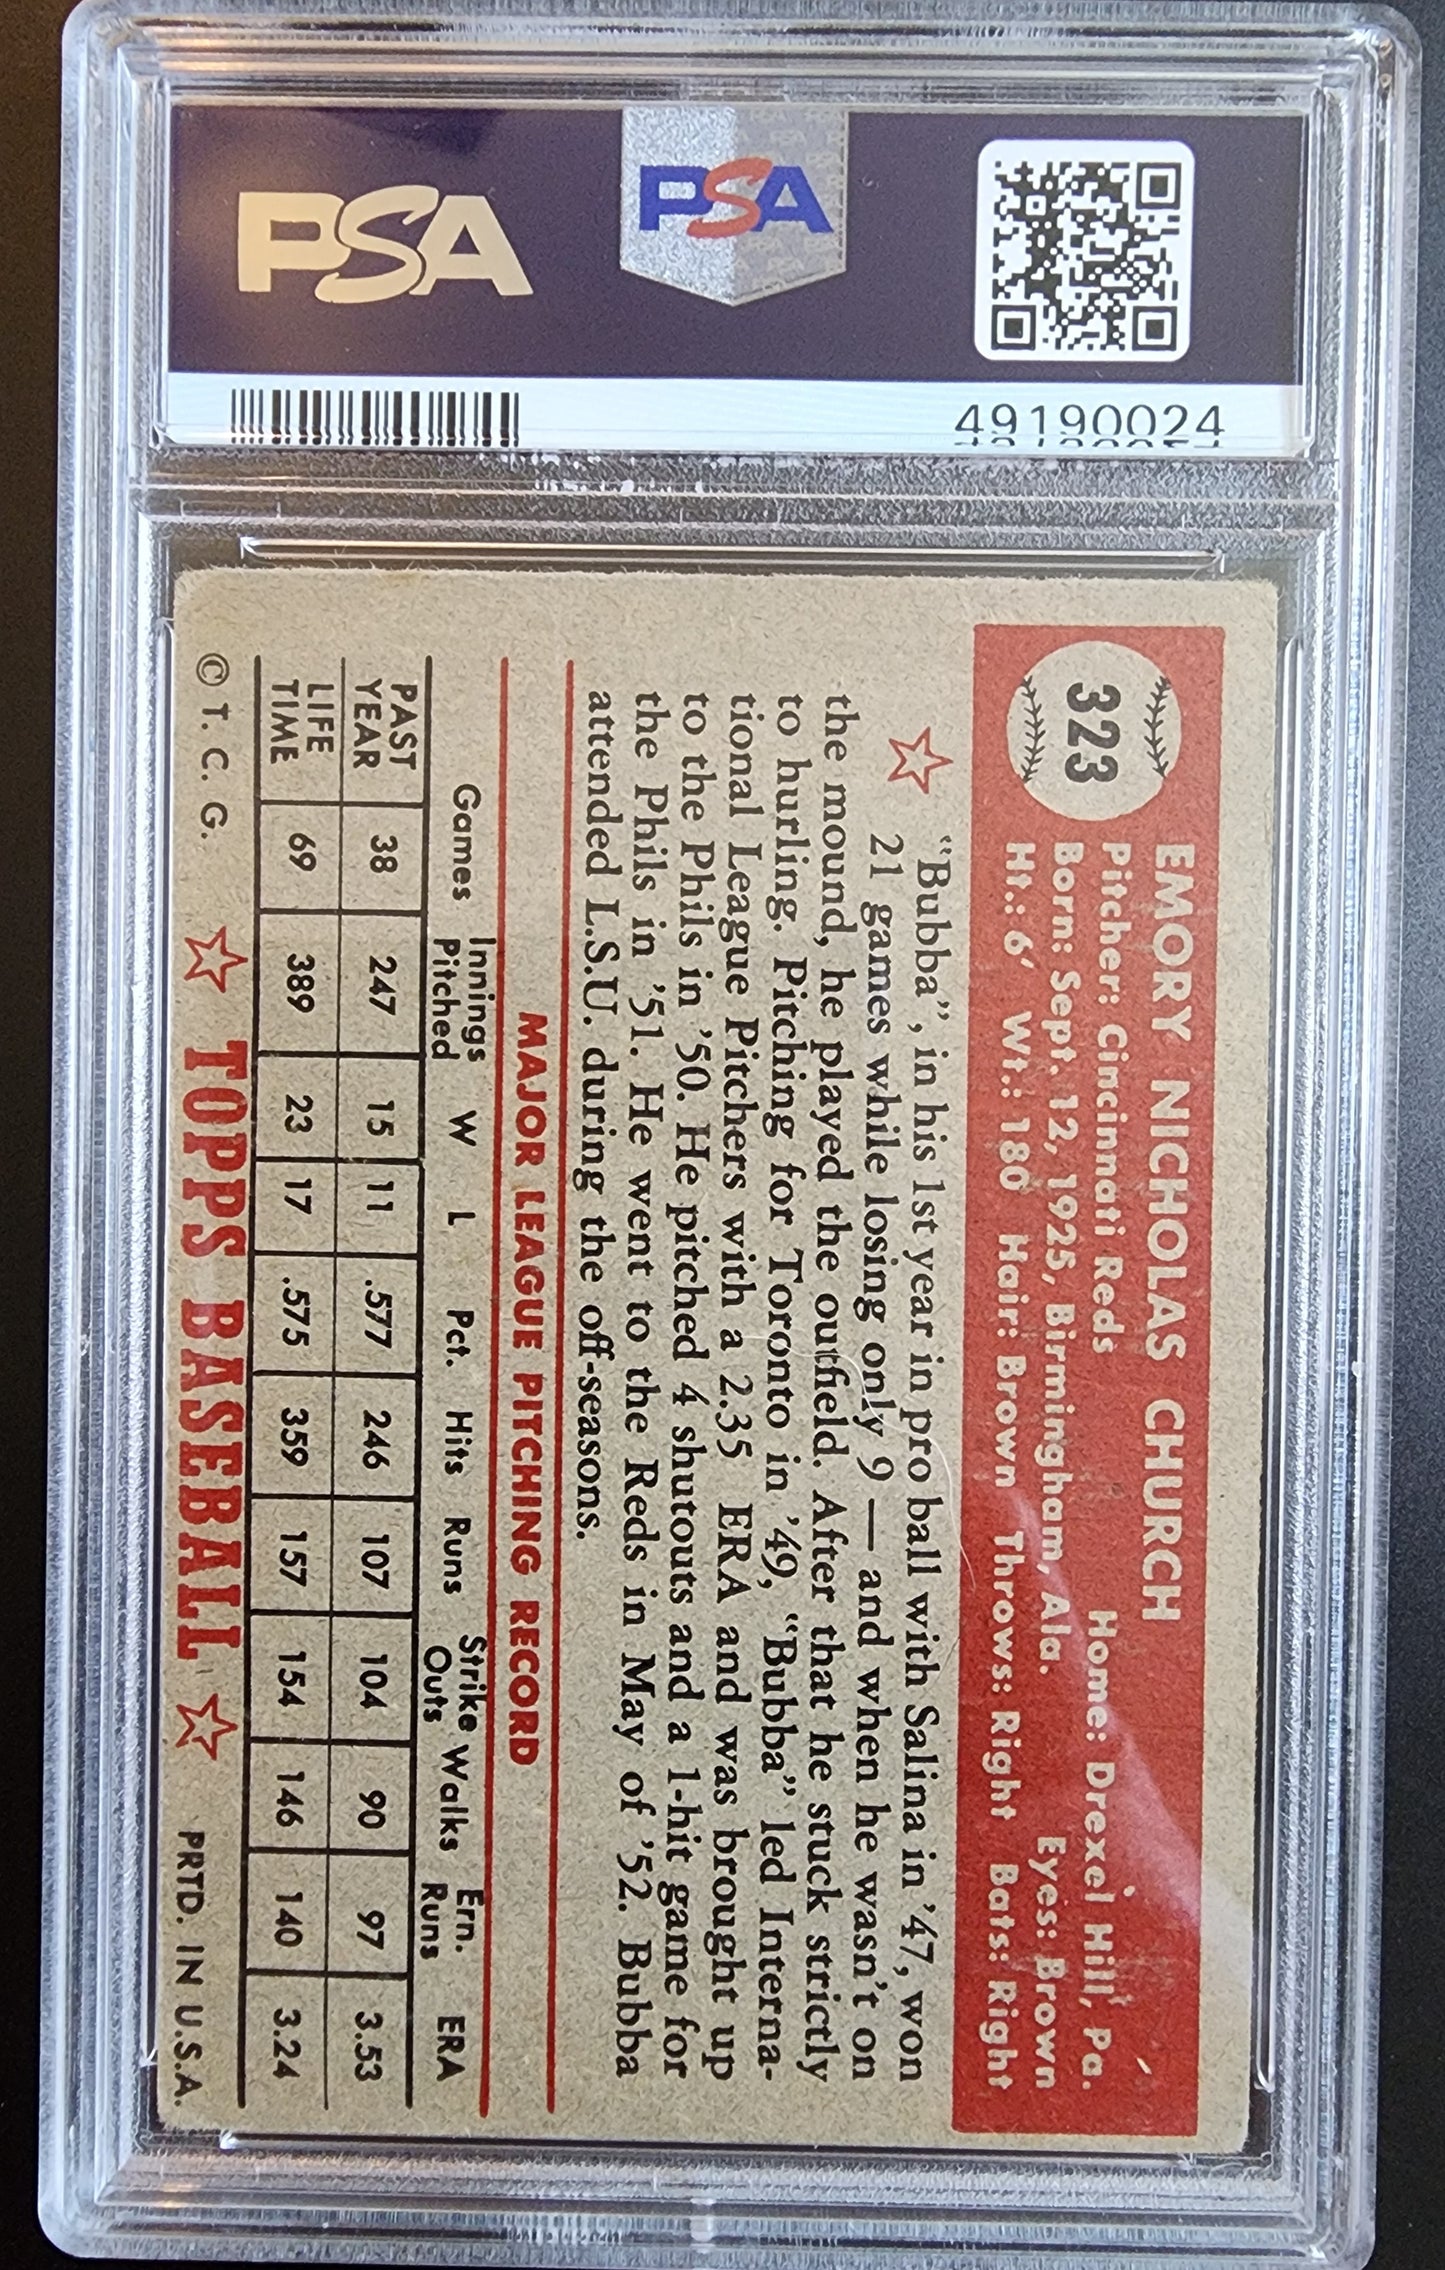 PSA
PSA
49190024
323
EMORY NICHOLAS CHURCH
Pitcher: Cincinnati Reds Home: Drexel Hill, Pa.
Born: Sept. 12, 1925, Birmingham, Ala. Eyes: Brown
Ht.: 6' Wt.: 180 Hair: Brown Throws: Right Bats: Right
"Bubba", in his 1st year in pro ball with Salina in '47, won
21 games while losing only 9 — and when he wasn't on
the mound, he played the outfield. After that he stuck strictly
to hurling. Pitching for Toronto in '49, "Bubba" led Interna-
tional League Pitchers with a 2.35 ERA and was brought up
to the Phils in '50. He pitched 4 shutouts and a 1-hit game for
the Phils in '51. He went to the Reds in May of '52. Bubba
attended L.S.U. during the off-seasons.
MAJOR LEAGUE PITCHING RECORD
Games Innings Pitched W L Pct. Hits Runs Strike Outs Walks Ern. Runs ERA
PAST YEAR 38 247 15 11 .577 246 107 104 90 97 3.53
LIFE TIME 69 389 23 17 .575 359 157 154 146 140 3.24
© T. C. G. TOPPS BASEBALL PRTD. IN U.S.A.